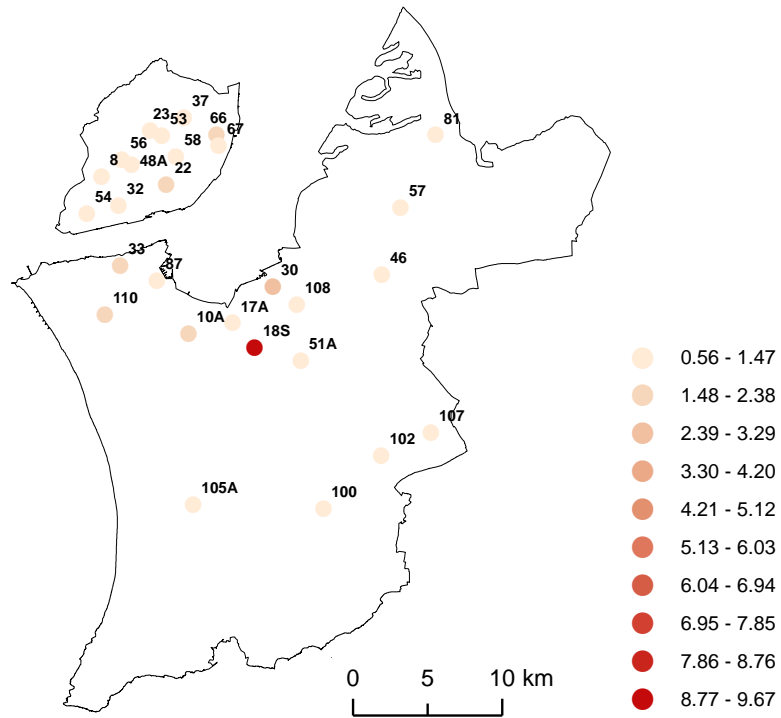 37
23 53 66
67
56 58
8 48A 22
54 32
81
57
33
87 30 46
108
110 10A 17A
18S
51A
107
102
105A 100
0.56 - 1.47
1.48 - 2.38
2.39 - 3.29
3.30 - 4.20
4.21 - 5.12
5.13 - 6.03
6.04 - 6.94
6.95 - 7.85
7.86 - 8.76
8.77 - 9.67
0 5 10 km